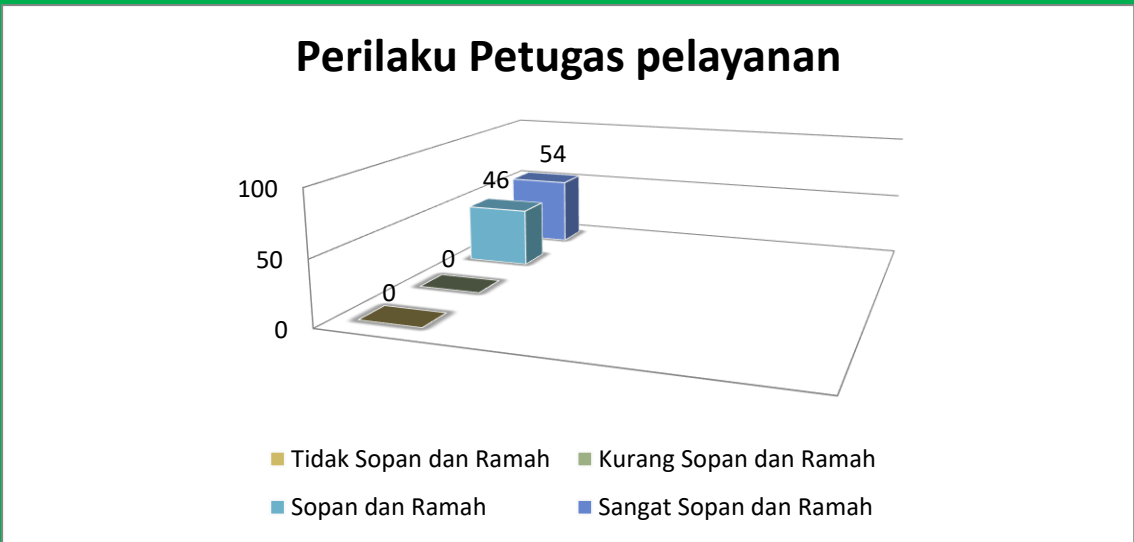 Perilaku Petugas pelayanan
54
46
100
0
50
0
0
Tidak Sopan dan Ramah
Kurang Sopan dan Ramah
Sopan dan Ramah
Sangat Sopan dan Ramah